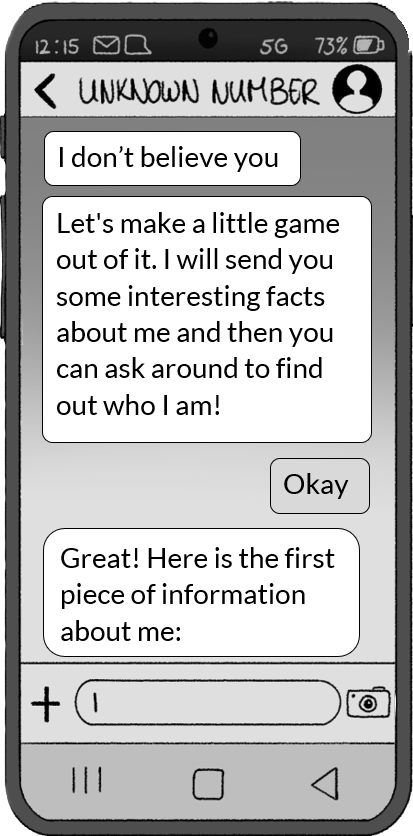 12:15 5G 73%
UNKNOWN NUMBER
I don’t believe you
Let's make a little game
out of it. I will send you
some interesting facts
about me and then you
can ask around to find
out who I am!
Okay
Great! Here is the first
piece of information
about me: